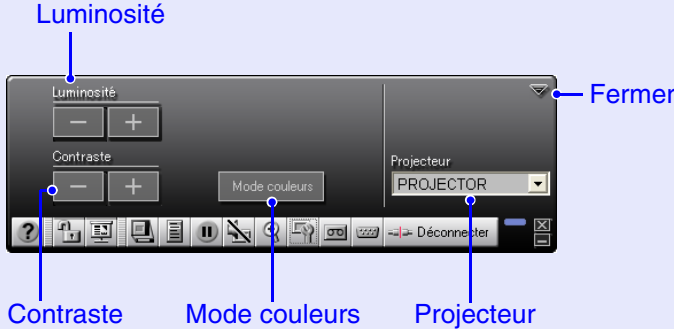 Luminosité
Luminosité
Fermer
Contraste
Projecteur
Mode couleurs
PROJECTOR
? Déconnecter
Contraste
Mode couleurs
Projecteur